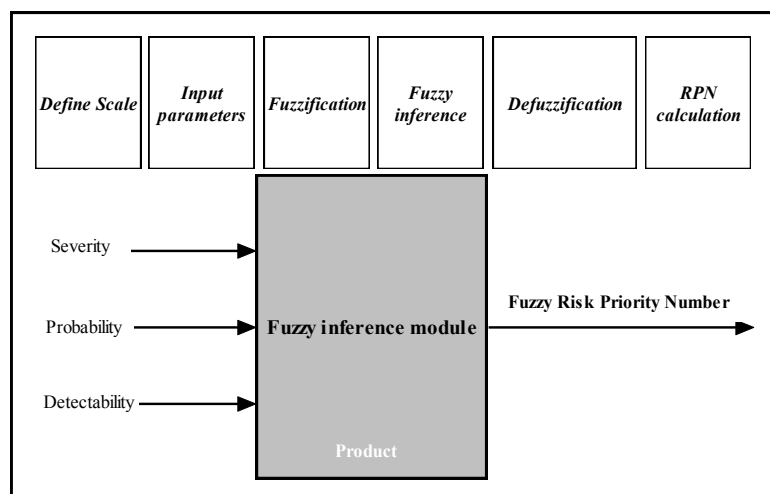 Define Scale
Input
parameters
Fuzzification
Fuzzy
inference
Defuzzification
RPN
calculation
Severity
Probability
Detectability
Fuzzy inference module
Product
Fuzzy Risk Priority Number